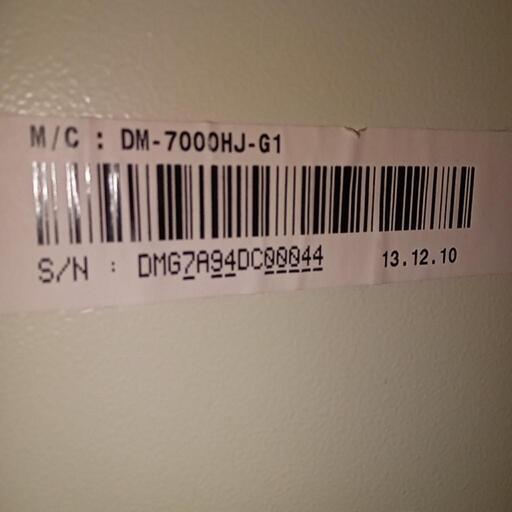 M/C : DM-7000HJ-G1
S/N : DMG7A94DC00044 13.12.10